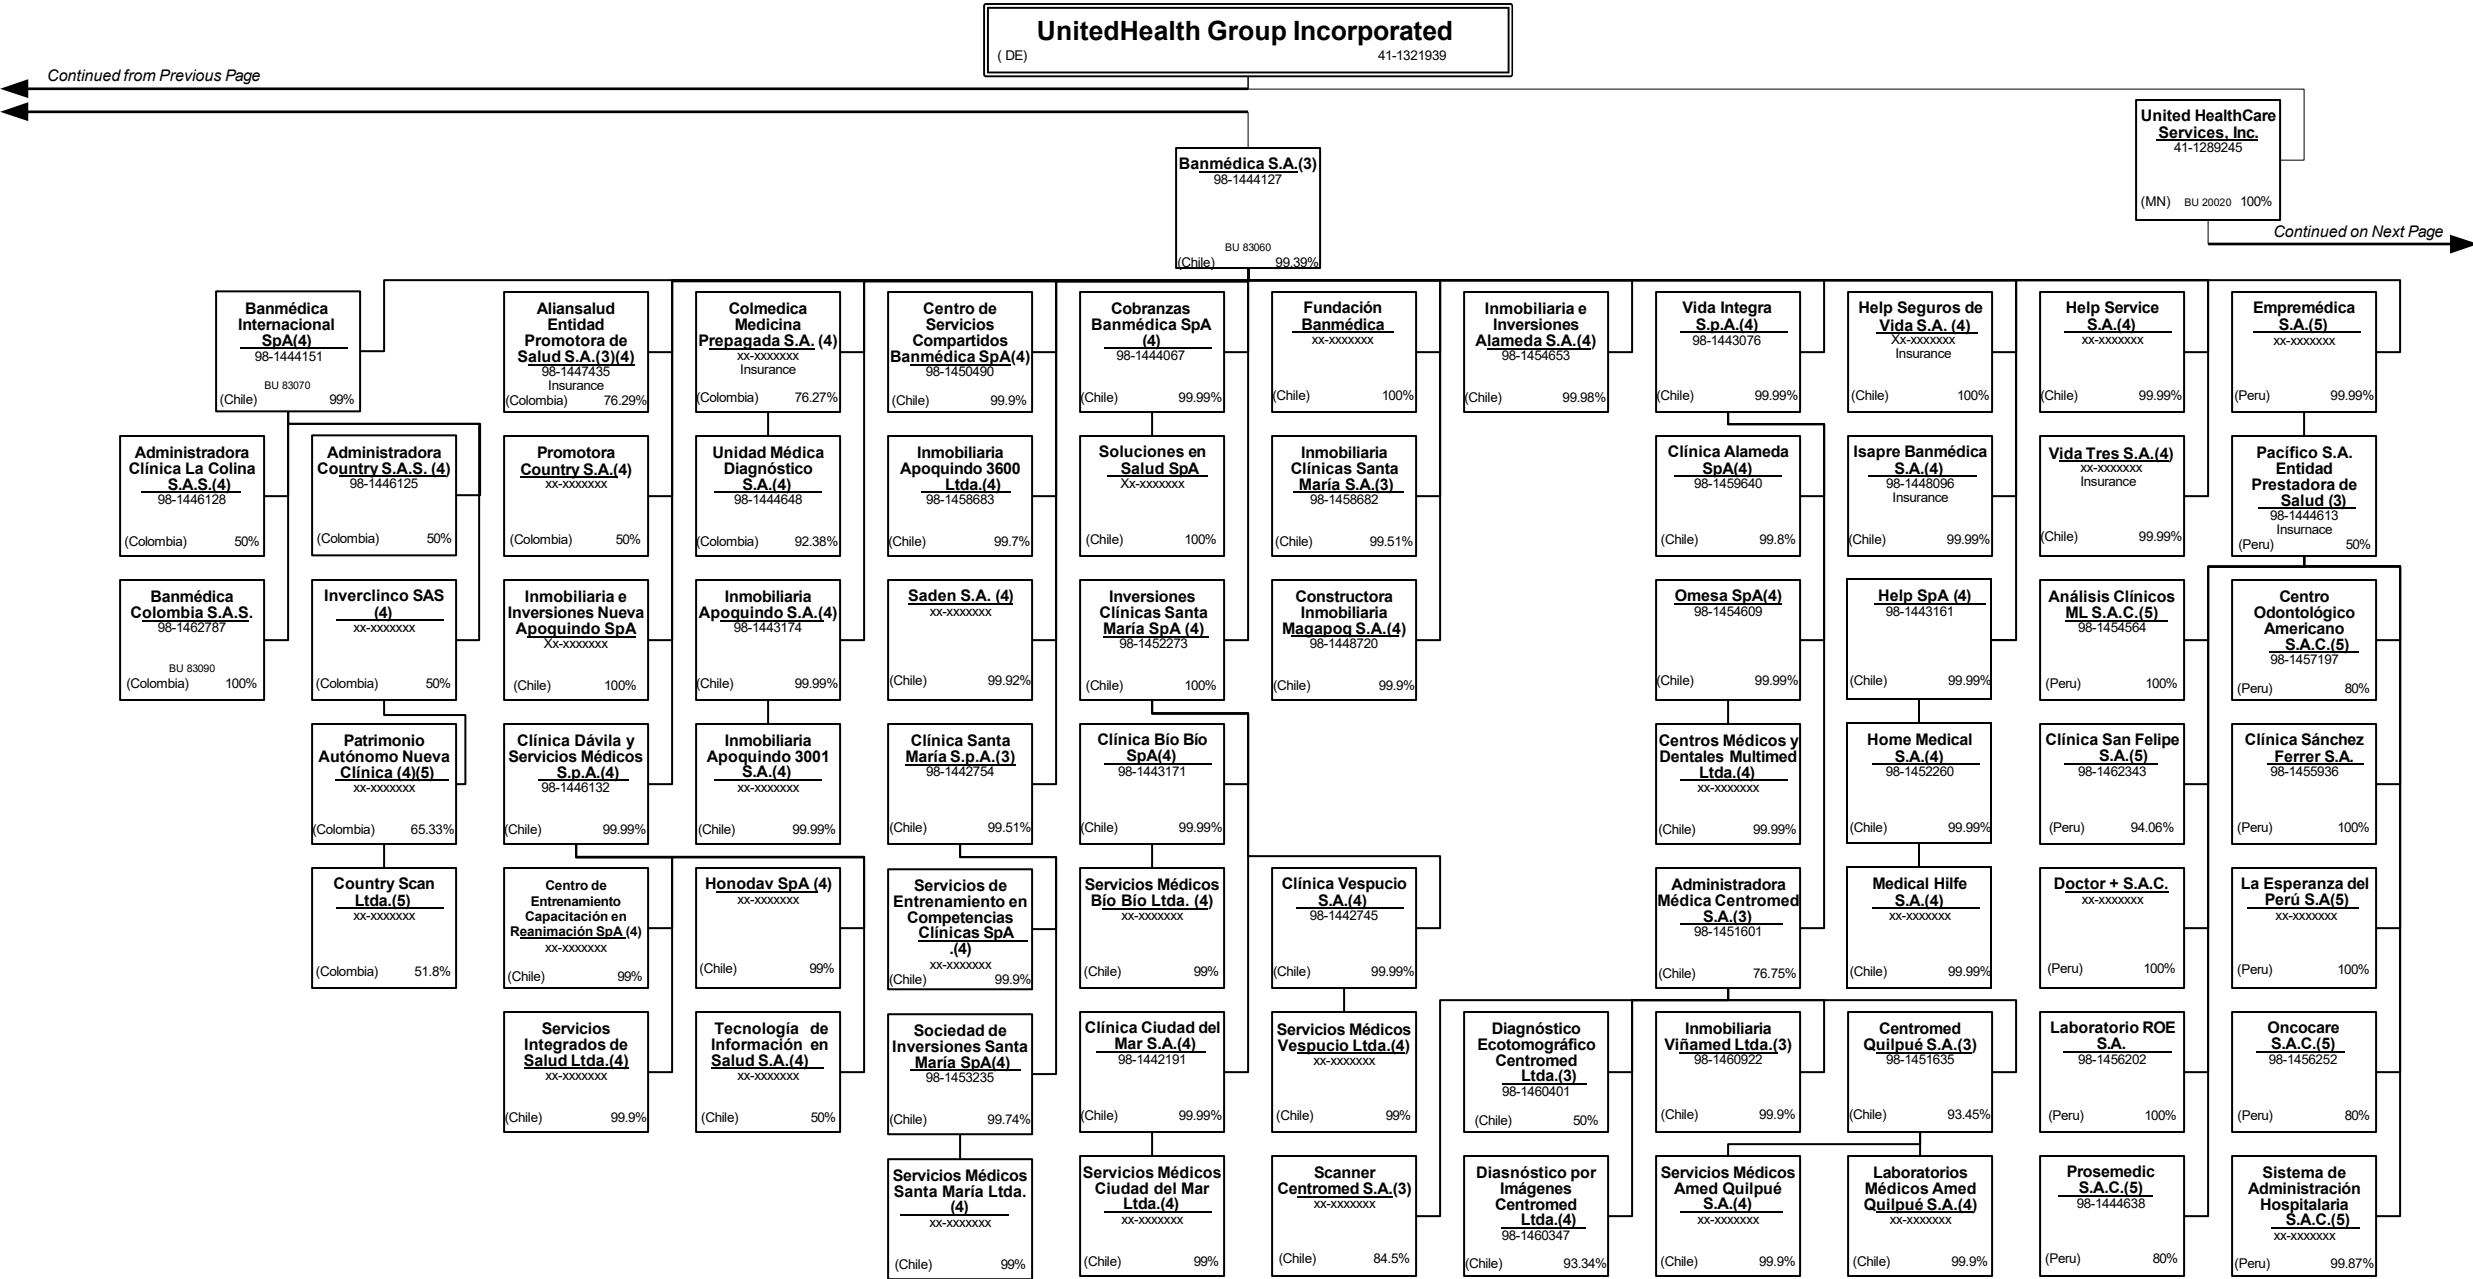 UnitedHealth Group Incorporated
( DE) 41-1321939
Continued from Previous Page
United HealthCare
Services, Inc.
41-1289245
(MN) BU 20020 100%
Continued on Next Page
Banmédica S.A.(3)
98-1444127
BU 83060
(Chile) 99.39%
Banmédica
Internacional
SpA(4)
98-1444151
BU 83070
(Chile) 99%
Aliansalud
Entidad
Promotora de
Salud S.A.(3)(4)
98-1447435
Insurance
(Colombia) 76.29%
Colmedica
Medicina
Prepagada S.A. (4)
xx-xxxxxxx
Insurance
(Colombia) 76.27%
Centro de
Servicios
Compartidos
Banmédica SpA(4)
98-1450490
(Chile) 99.9%
Cobranzas
Banmédica SpA
(4)
98-1444067
(Chile) 99.99%
Fundación
Banmédica
xx-xxxxxxx
(Chile) 100%
Inmobiliaria e
Inversiones
Alameda S.A.(4)
98-1454653
(Chile) 99.98%
Vida Integra
S.p.A.(4)
98-1443076
(Chile) 99.99%
Help Seguros de
Vida S.A. (4)
Xx-xxxxxxx
Insurance
(Chile) 100%
Help Service
S.A.(4)
xx-xxxxxxx
(Chile) 99.99%
Empremédica
S.A.(5)
xx-xxxxxxx
(Peru) 99.99%
Administradora
Clínica La Colina
S.A.S.(4)
98-1446128
(Colombia) 50%
Administradora
Country S.A.S. (4)
98-1446125
(Colombia) 50%
Promotora
Country S.A.(4)
xx-xxxxxxx
(Colombia) 50%
Unidad Médica
Diagnóstico
S.A.(4)
98-1444648
(Colombia) 92.38%
Inmobiliaria
Apoquindo 3600
Ltda.(4)
98-1458683
(Chile) 99.7%
Soluciones en
Salud SpA
Xx-xxxxxxx
(Chile) 100%
Inmobiliaria
Clínicas Santa
María S.A.(3)
98-1458682
(Chile) 99.51%
Clínica Alameda
SpA(4)
98-1459640
(Chile) 99.8%
Isapre Banmédica
S.A.(4)
98-1448096
Insurance
(Chile) 99.99%
Vida Tres S.A.(4)
xx-xxxxxxx
Insurance
(Chile) 99.99%
Pacífico S.A.
Entidad
Prestadora de
Salud (3)
98-1444613
Insurnace
(Peru) 50%
Banmédica
Colombia S.A.S.
98-1462787
BU 83090
(Colombia) 100%
Inverclinco SAS
(4)
xx-xxxxxxx
(Colombia) 50%
Inmobiliaria e
Inversiones Nueva
Apoquindo SpA
Xx-xxxxxxx
(Chile) 100%
Inmobiliaria
Apoquindo S.A.(4)
98-1443174
(Chile) 99.99%
Saden S.A. (4)
xx-xxxxxxx
(Chile) 99.92%
Inversiones
Clínicas Santa
María SpA (4)
98-1452273
(Chile) 100%
Constructora
Inmobiliaria
Magapoq S.A.(4)
98-1448720
(Chile) 99.9%
Omesa SpA(4)
98-1454609
(Chile) 99.99%
Help SpA (4)
98-1443161
(Chile) 99.99%
Análisis Clínicos
ML S.A.C.(5)
98-1454564
(Peru) 100%
Centro
Odontológico
Americano
S.A.C.(5)
98-1457197
(Peru) 80%
Patrimonio
Autónomo Nueva
Clínica (4)(5)
xx-xxxxxxx
(Colombia) 65.33%
Clínica Dávila y
Servicios Médicos
S.p.A.(4)
98-1446132
(Chile) 99.99%
Inmobiliaria
Apoquindo 3001
S.A.(4)
xx-xxxxxxx
(Chile) 99.99%
Clínica Santa
María S.p.A.(3)
98-1442754
(Chile) 99.51%
Clínica Bío Bío
SpA(4)
98-1443171
(Chile) 99.99%
Centros Médicos y
Dentales Multimed
Ltda.(4)
xx-xxxxxxx
(Chile) 99.99%
Home Medical
S.A.(4)
98-1452260
(Chile) 99.99%
Clínica San Felipe
S.A.(5)
98-1462343
(Peru) 94.06%
Clínica Sánchez
Ferrer S.A.
98-1455936
(Peru) 100%
Country Scan
Ltda.(5)
xx-xxxxxxx
(Colombia) 51.8%
Centro de
Entrenamiento
Capacitación en
Reanimación SpA (4)
xx-xxxxxxx
(Chile) 99%
Honodav SpA (4)
xx-xxxxxxx
(Chile) 99%
Servicios de
Entrenamiento en
Competencias
Clínicas SpA
.(4)
xx-xxxxxxx
(Chile) 99.9%
Servicios Médicos
Bío Bío Ltda. (4)
xx-xxxxxxx
(Chile) 99%
Clínica Vespucio
S.A.(4)
98-1442745
(Chile) 99.99%
Administradora
Médica Centromed
S.A.(3)
98-1451601
(Chile) 76.75%
Medical Hilfe
S.A.(4)
xx-xxxxxxx
(Chile) 99.99%
Doctor + S.A.C.
xx-xxxxxxx
(Peru) 100%
La Esperanza del
Perú S.A(5)
xx-xxxxxxx
(Peru) 100%
Servicios
Integrados de
Salud Ltda.(4)
xx-xxxxxxx
(Chile) 99.9%
Tecnología de
Información en
Salud S.A.(4)
xx-xxxxxxx
(Chile) 50%
Sociedad de
Inversiones Santa
María SpA(4)
98-1453235
(Chile) 99.74%
Clínica Ciudad del
Mar S.A.(4)
98-1442191
(Chile) 99.99%
Servicios Médicos
Vespucio Ltda.(4)
xx-xxxxxxx
(Chile) 99%
Diagnóstico
Ecotomográfico
Centromed
Ltda.(3)
98-1460401
(Chile) 50%
Inmobiliaria
Viñamed Ltda.(3)
98-1460922
(Chile) 99.9%
Centromed
Quilpué S.A.(3)
98-1451635
(Chile) 93.45%
Laboratorio ROE
S.A.
98-1456202
(Peru) 100%
Oncocare
S.A.C.(5)
98-1456252
(Peru) 80%
Servicios Médicos
Santa María Ltda.
(4)
xx-xxxxxxx
(Chile) 99%
Servicios Médicos
Ciudad del Mar
Ltda.(4)
xx-xxxxxxx
(Chile) 99%
Scanner
Centromed S.A.(3)
xx-xxxxxxx
(Chile) 84.5%
Diasnóstico por
Imágenes
Centromed
Ltda.(4)
98-1460347
(Chile) 93.34%
Servicios Médicos
Amed Quilpué
S.A.(4)
xx-xxxxxxx
(Chile) 99.9%
Laboratorios
Médicos Amed
Quilpué S.A.(4)
xx-xxxxxxx
(Chile) 99.9%
Prosemedic
S.A.C.(5)
98-1444638
(Peru) 80%
Sistema de
Administración
Hospitalaria
S.A.C.(5)
xx-xxxxxxx
(Peru) 99.87%